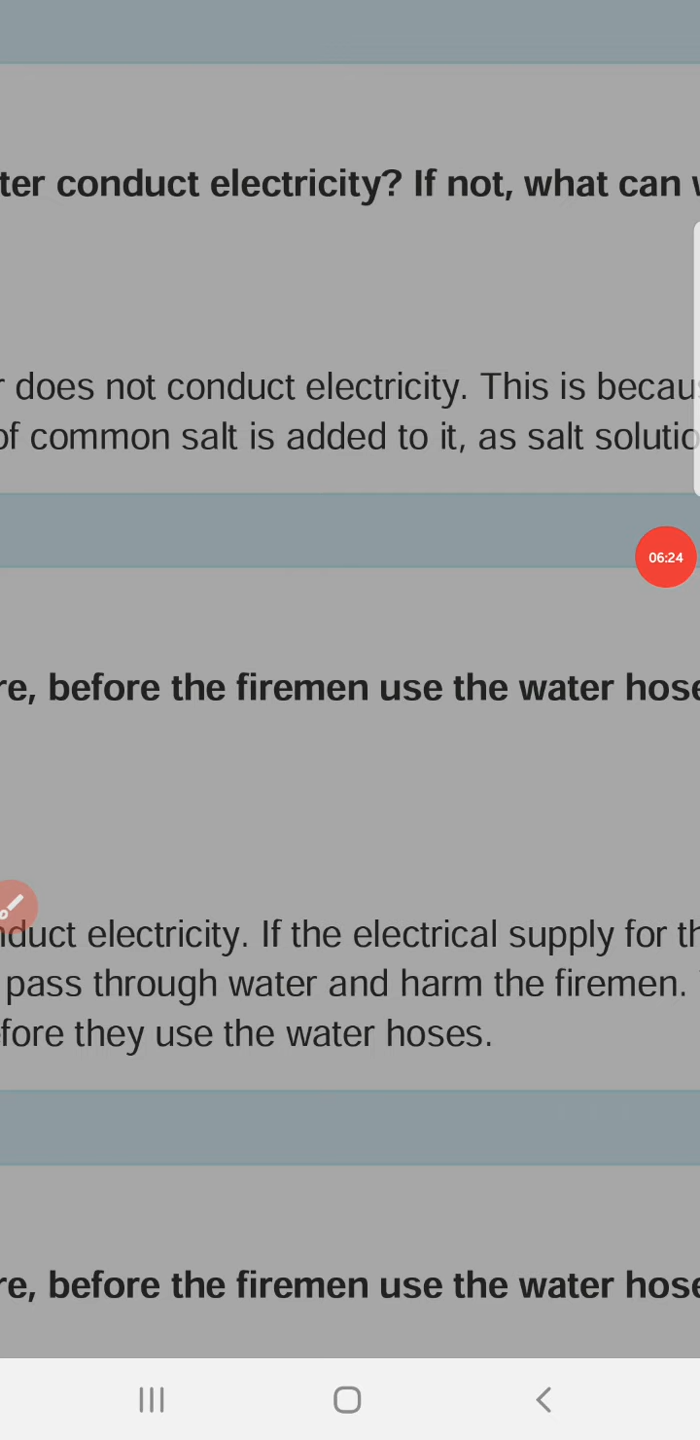 ter conduct electricity? If not, what can
r does not conduct electricity. This is becau
of common salt is added to it, as salt solutio
06:24
re, before the firemen use the water hose
nduct electricity. If the electrical supply for th
pass through water and harm the firemen.
efore they use the water hoses.
re, before the firemen use the water hose